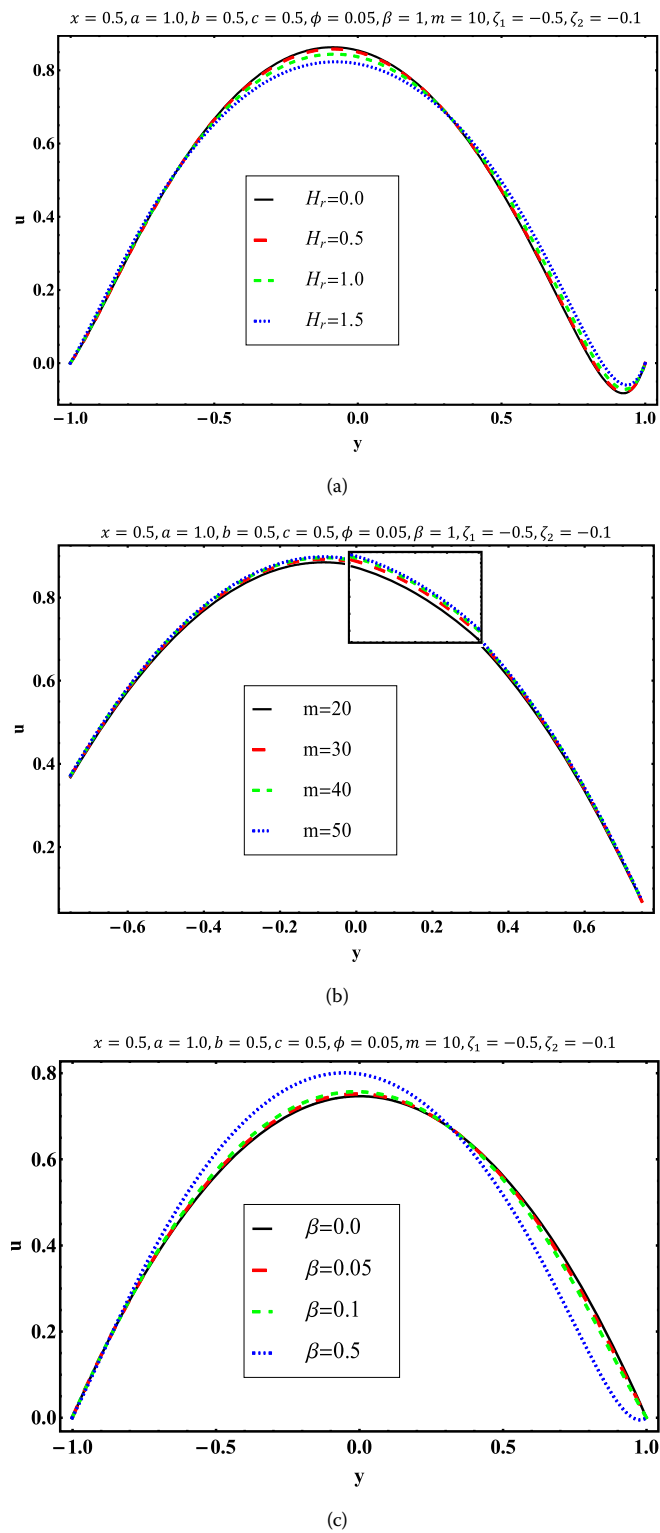 x = 0.5, a = 1.0, b = 0.5, c = 0.5, ϕ = 0.05, β = 1, m = 10, ζ₁ = −0.5, ζ₂ = −0.1
0.8
0.6
u
0.4
H_r=0.0
H_r=0.5
0.2
H_r=1.0
H_r=1.5
0.0
−1.0 −0.5 0.0 0.5 1.0
y
(a)
x = 0.5, a = 1.0, b = 0.5, c = 0.5, ϕ = 0.05, β = 1, ζ₁ = −0.5, ζ₂ = −0.1
0.8
0.6
u
m=20
m=30
0.4
m=40
m=50
0.2
−0.6 −0.4 −0.2 0.0 0.2 0.4 0.6
y
(b)
x = 0.5, a = 1.0, b = 0.5, c = 0.5, ϕ = 0.05, m = 10, ζ₁ = −0.5, ζ₂ = −0.1
0.8
0.6
u
0.4
β=0.0
β=0.05
0.2
β=0.1
β=0.5
0.0
−1.0 −0.5 0.0 0.5 1.0
y
(c)